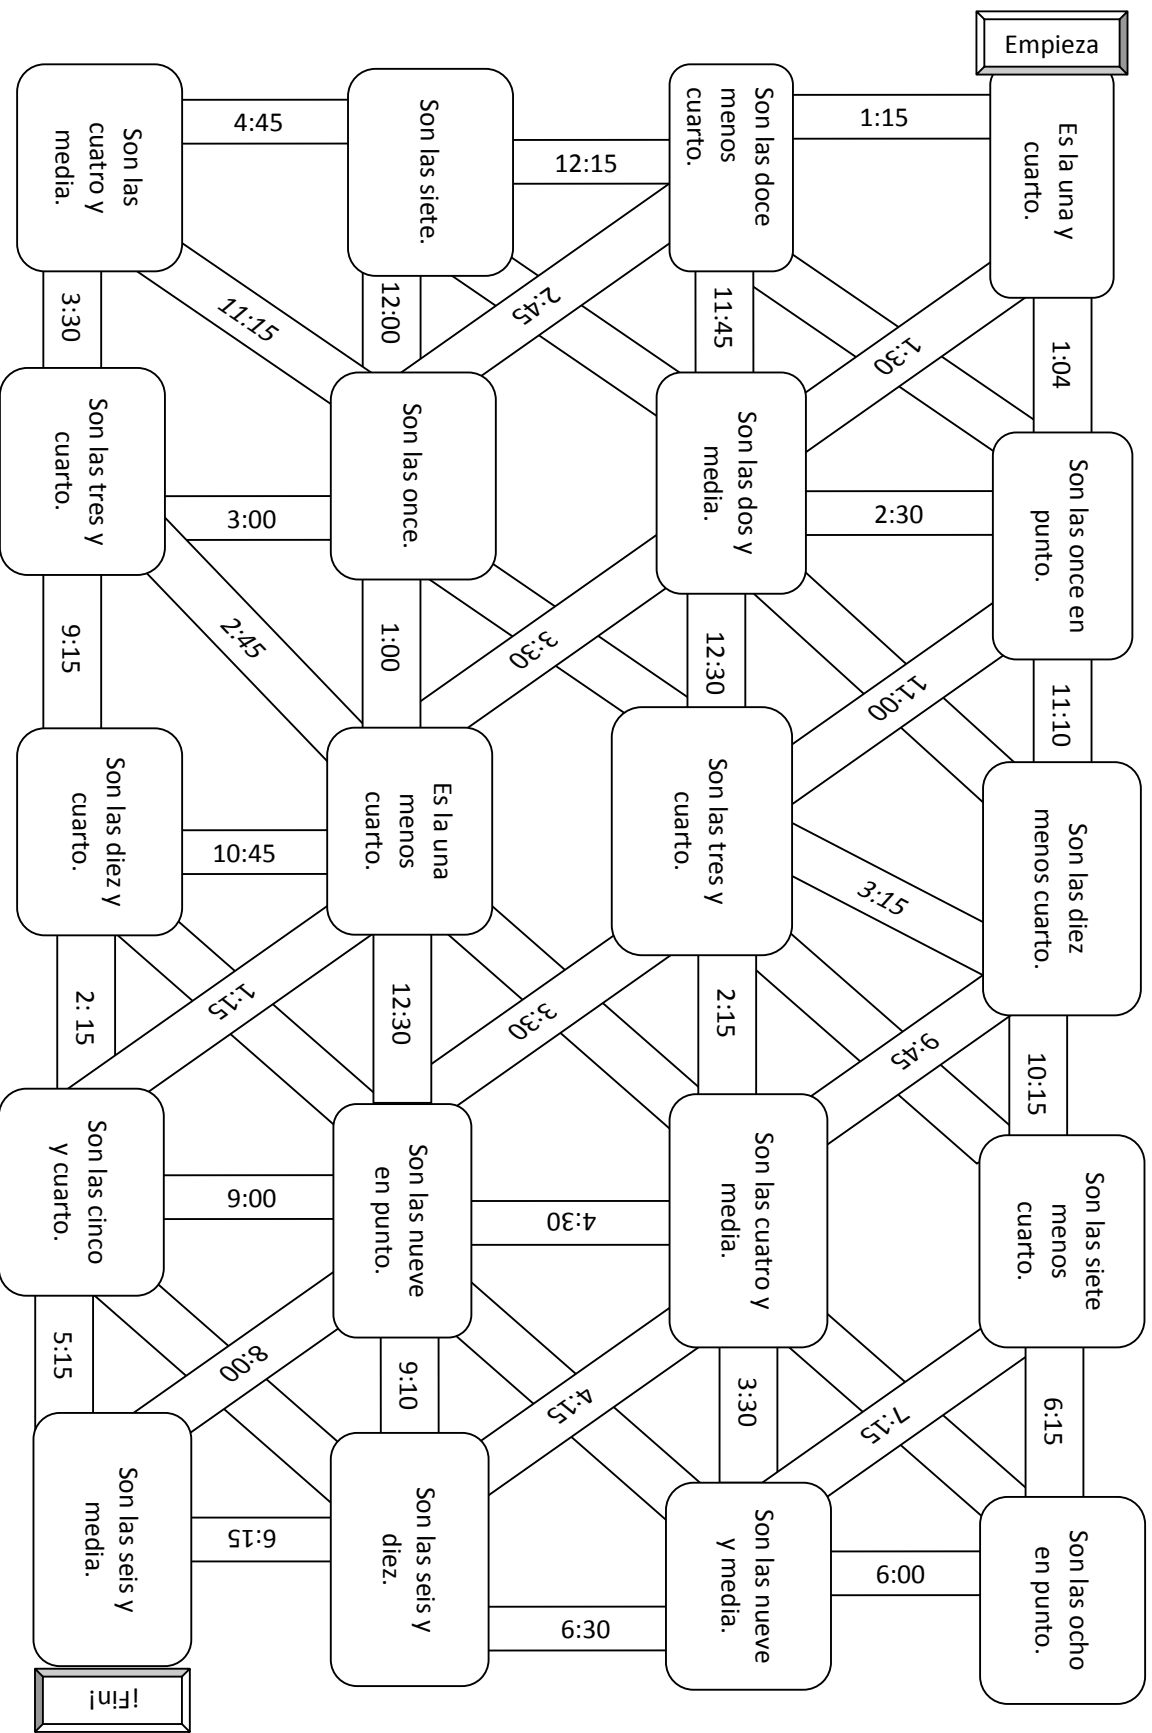 Empieza
Es la una y
cuarto.
1:04
Son las once en
punto.
11:10
Son las diez
menos cuarto.
10:15
Son las siete
menos
cuarto.
6:15
Son las ocho
en punto.
1:15
1:30
2:30
11:00
3:15
9:45
7:15
6:00
Son las doce
menos
cuarto.
11:45
Son las dos y
media.
12:30
Son las tres y
cuarto.
2:15
Son las cuatro y
media.
3:30
Son las nueve
y media.
12:15
2:45
3:30
3:30
4:30
4:15
6:30
Son las siete.
12:00
Son las once.
1:00
Es la una
menos
cuarto.
12:30
Son las nueve
en punto.
9:10
Son las seis y
diez.
4:45
11:15
3:00
2:45
10:45
1:15
9:00
8:00
6:15
Son las
cuatro y
media.
3:30
Son las tres y
cuarto.
9:15
Son las diez y
cuarto.
2: 15
Son las cinco
y cuarto.
5:15
Son las seis y
media.
¡Fin!